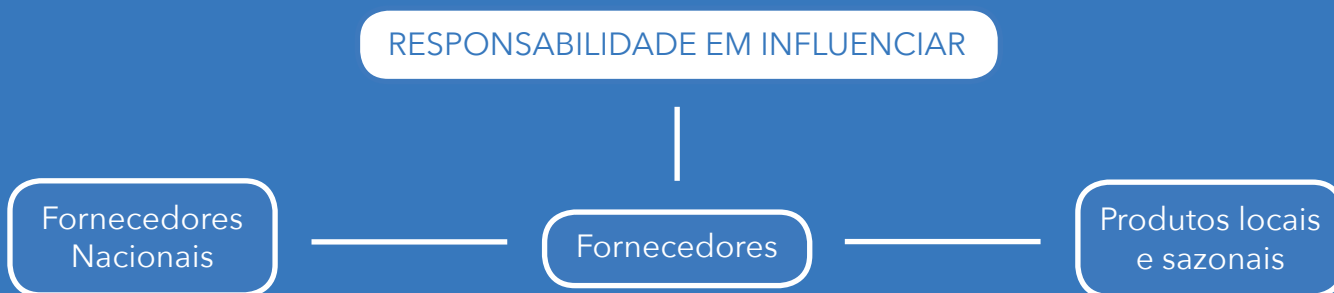 RESPONSABILIDADE EM INFLUENCIAR
Fornecedores
Nacionais
Fornecedores
Produtos locais
e sazonais